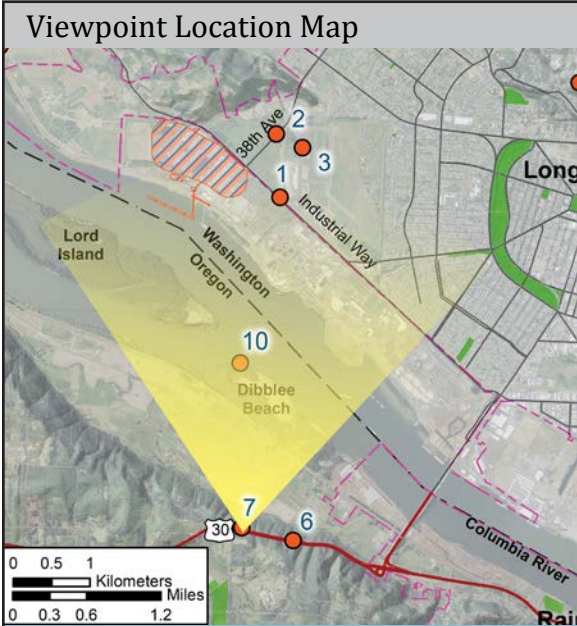 Viewpoint Location Map
38th Ave
2
3
1
Long
Industrial Way
Lord
Island
Washington
Oregon
10
Dibblee
Beach
7
30
6
Columbia River
0 0.5 1
Kilometers
Miles
0 0.3 0.6 1.2
Rai